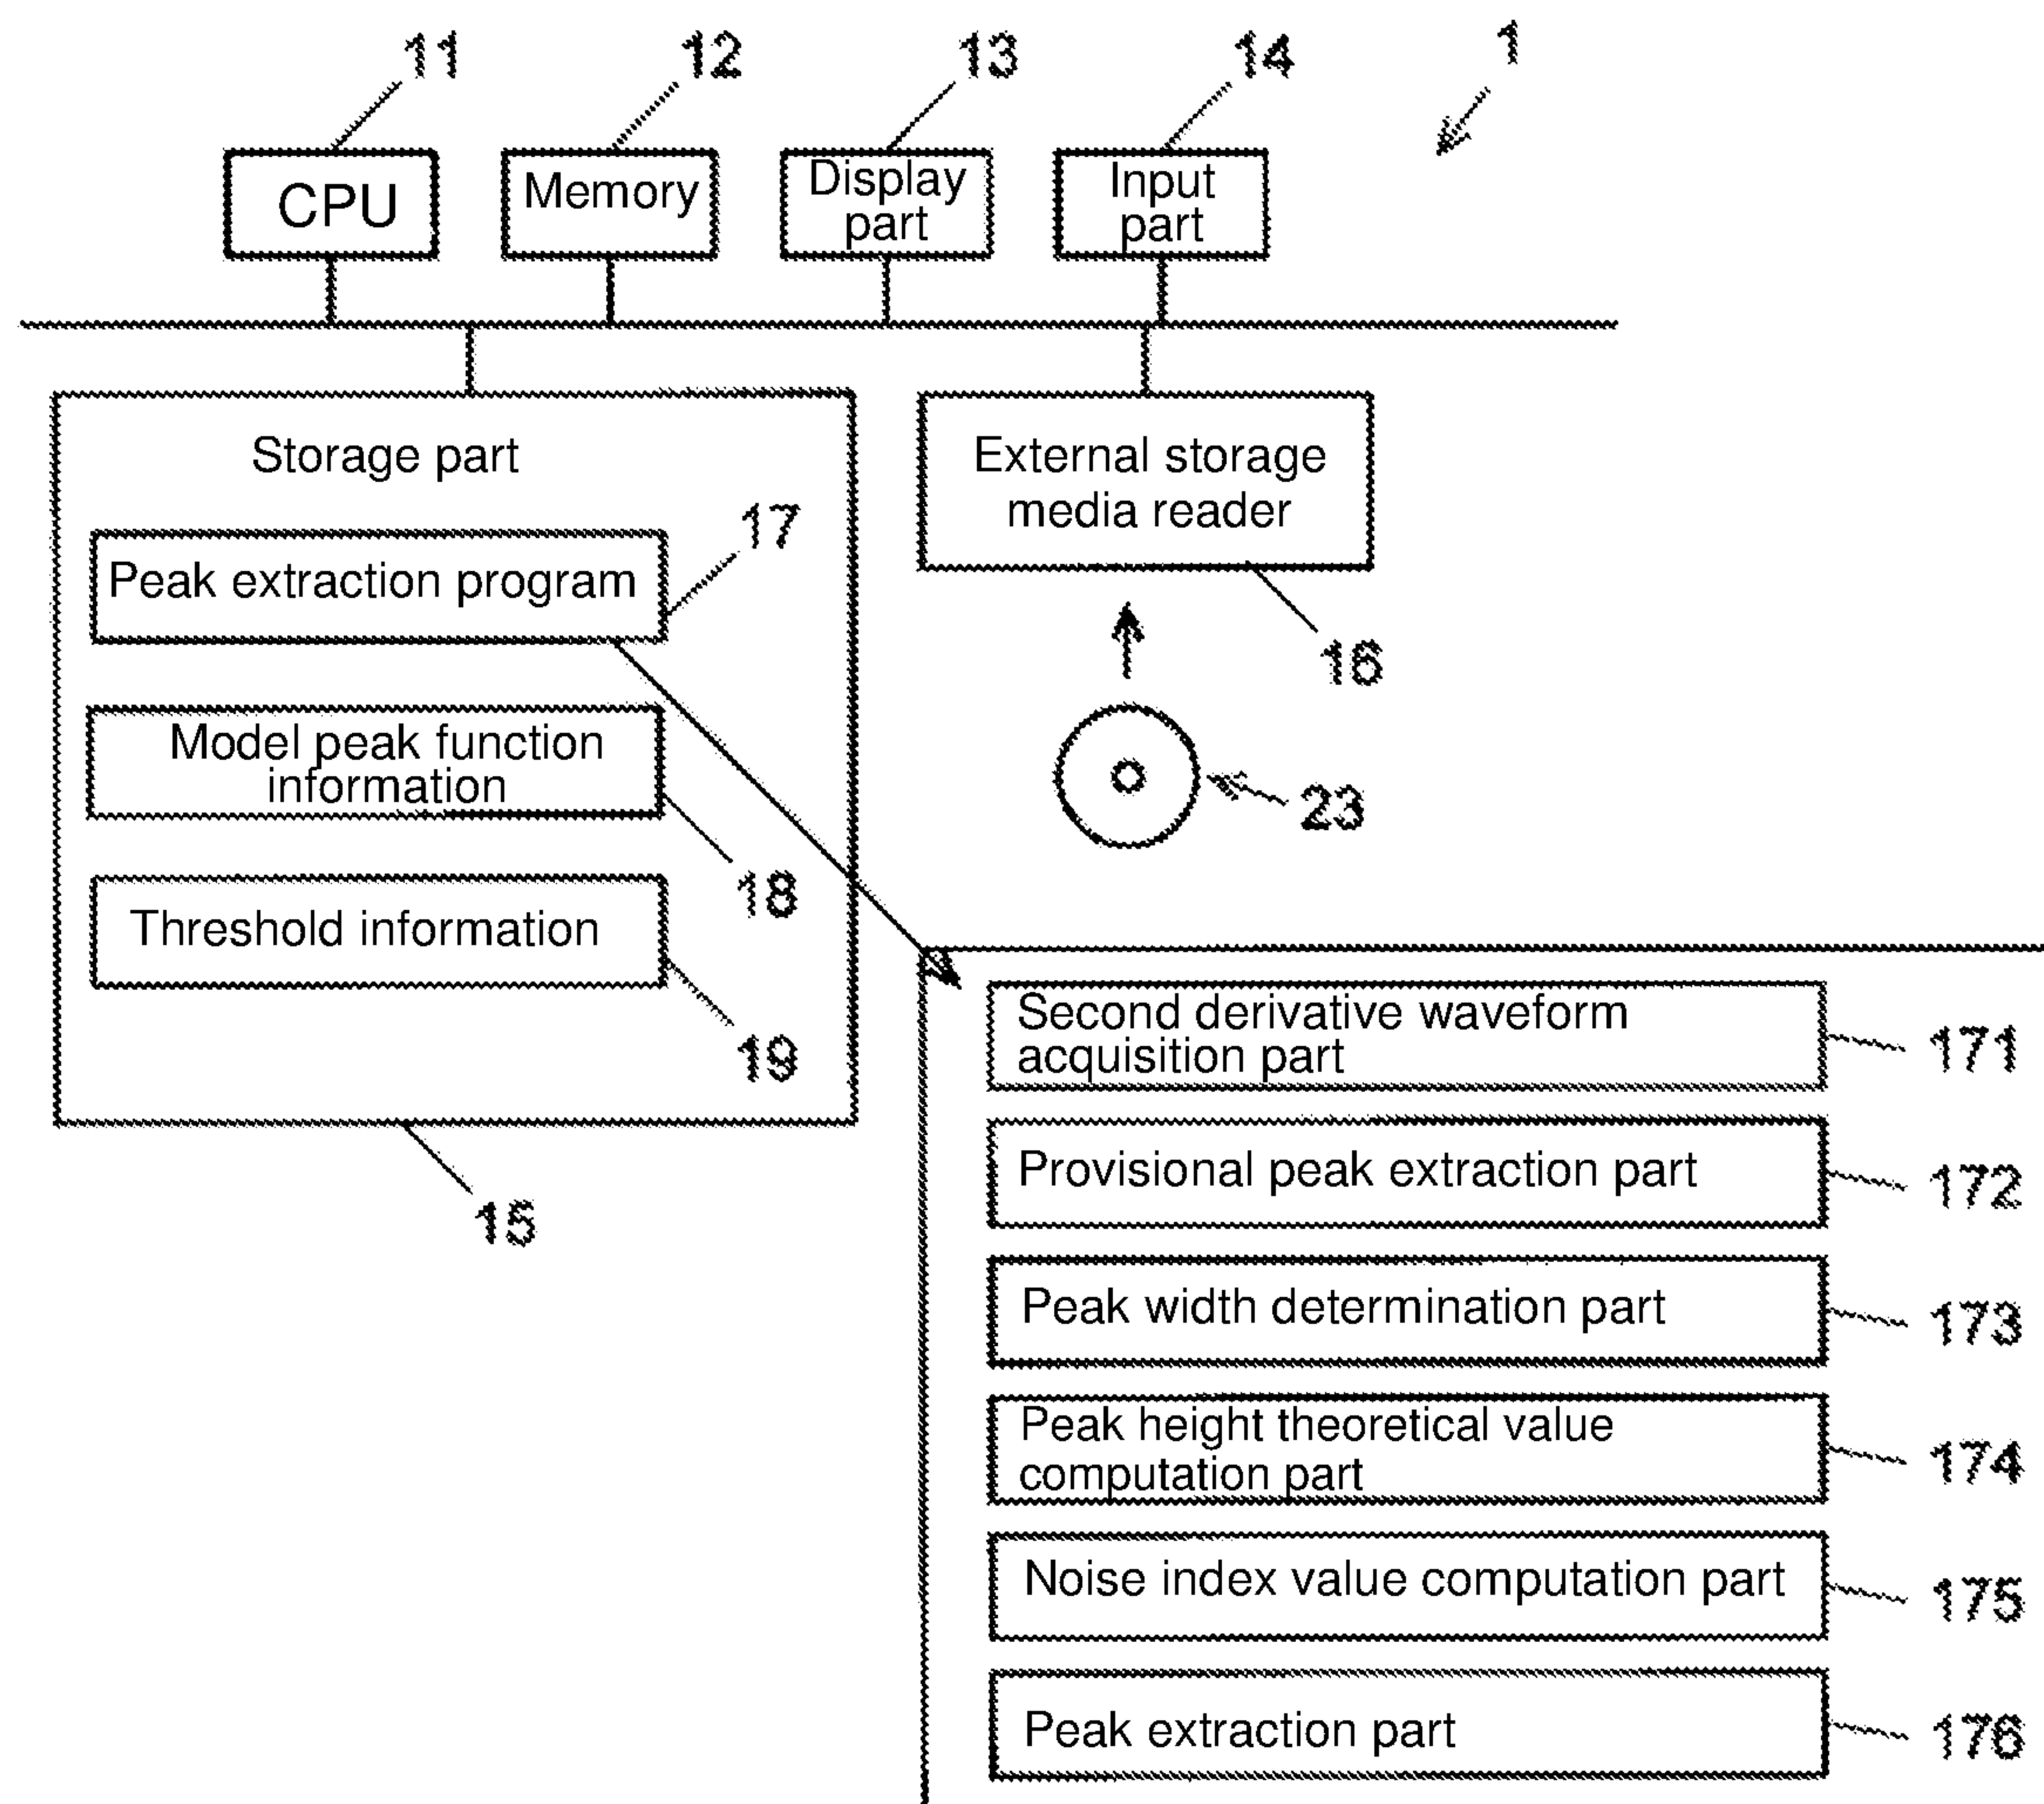 11
12
13
14
1
CPU
Memory
Display
part
Input
part
Storage part
External storage
media reader
17
Peak extraction program
16
Model peak function
information
23
18
Threshold information
19
Second derivative waveform
acquisition part
171
Provisional peak extraction part
172
15
Peak width determination part
173
Peak height theoretical value
computation part
174
Noise index value computation part
175
Peak extraction part
176